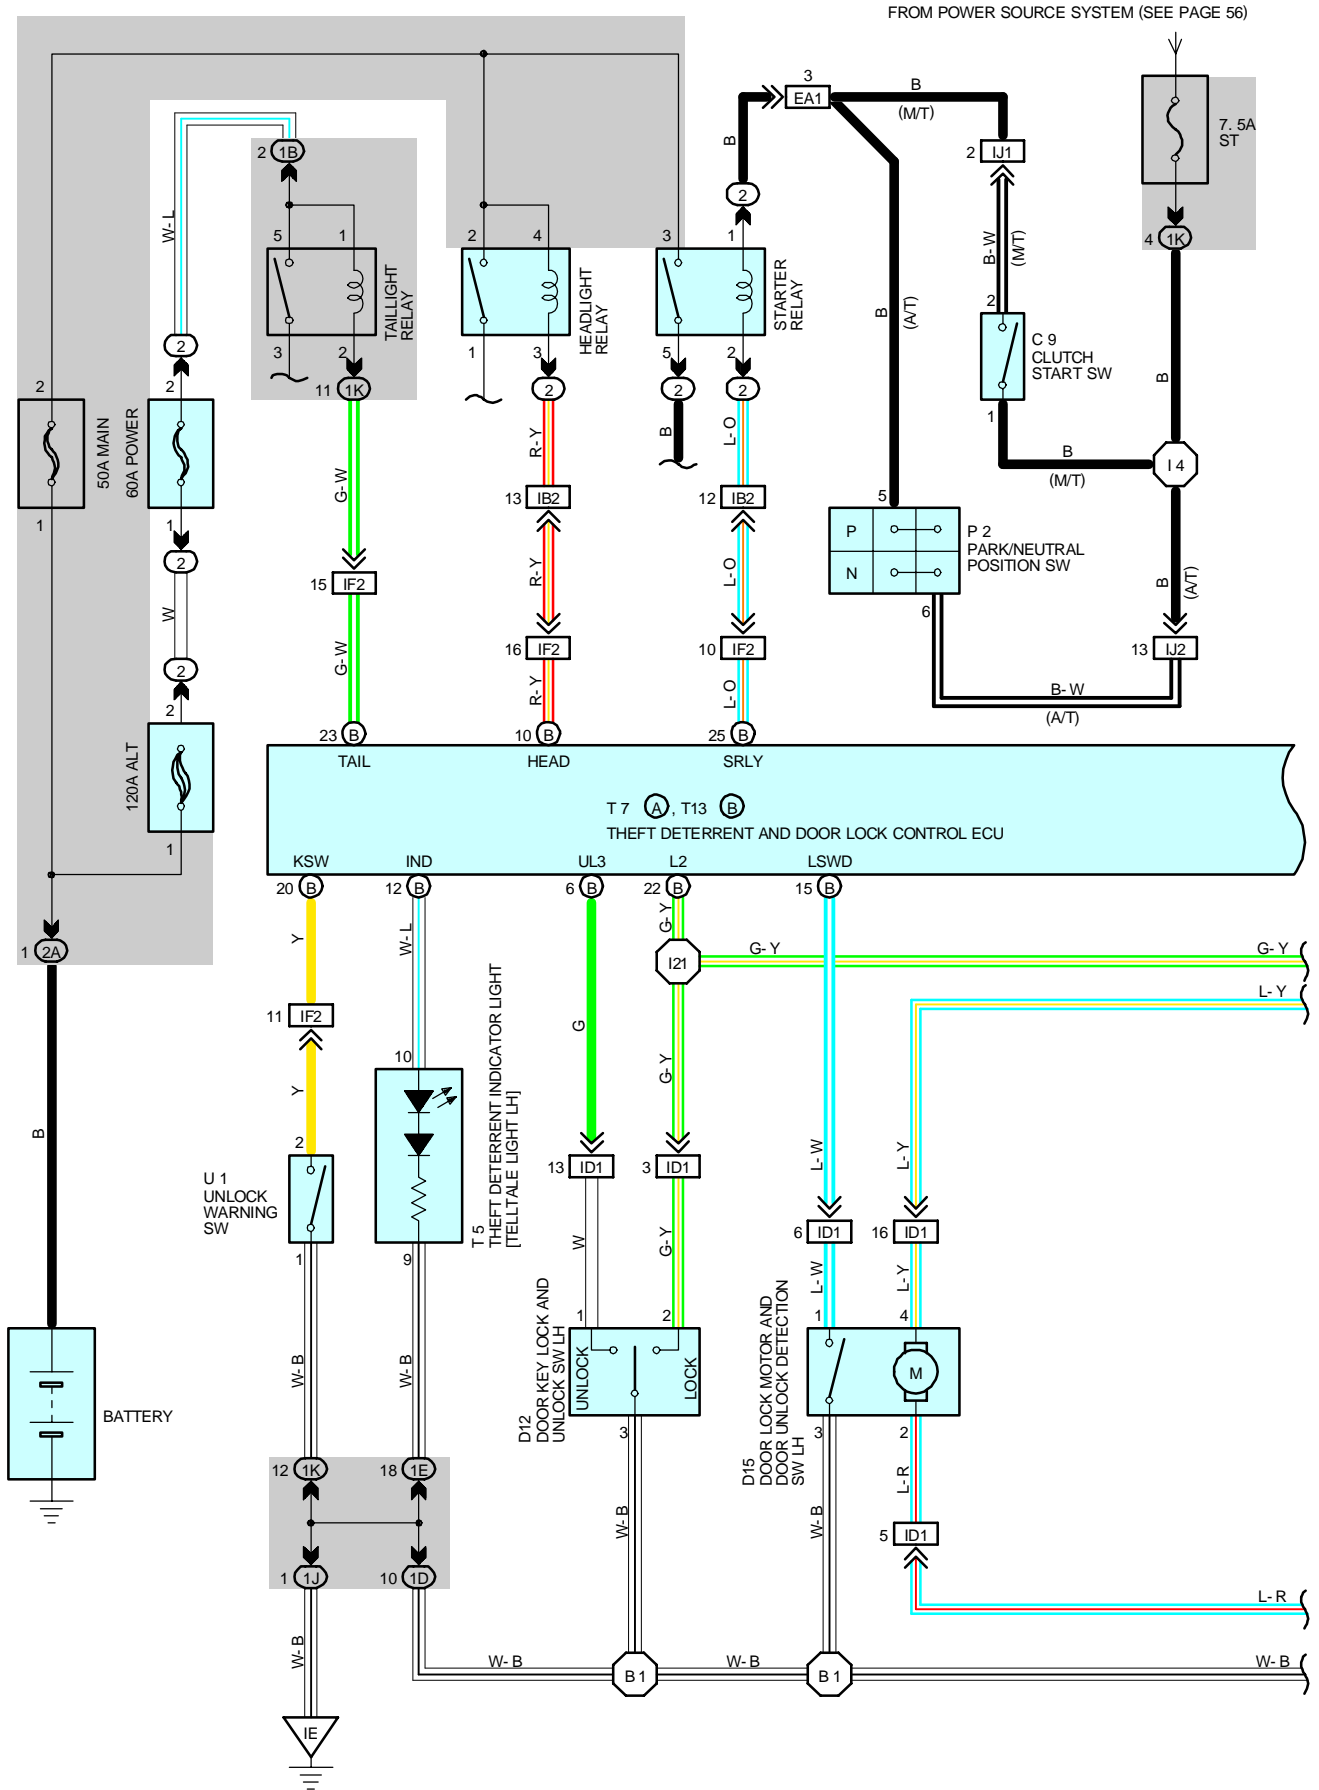 FROM POWER SOURCE SYSTEM (SEE PAGE 56)
3
EA1
B
(M/T)
7. 5A
ST
B
2 1B
2 IJ1
2
W- L
B- W
(M/T)
4 1K
5
1
2
4
3
1
TAILLIGHT
RELAY
HEADLIGHT
RELAY
STARTER
RELAY
B
(A/T)
2
C 9
CLUTCH
START SW
2
3
2
1
3
5
2
B
2
2
11 1K
2
2
2
1
50A MAIN
60A POWER
G- W
R- Y
B
L- O
B
(M/T)
I 4
1
1
13 IB2
12 IB2
5
P
N
P 2
PARK/NEUTRAL
POSITION SW
2
15 IF2
R- Y
L- O
B
(A/T)
W
6
G- W
16 IF2
10 IF2
13 IJ2
2
2
R- Y
L- O
B- W
(A/T)
120A ALT
23 B
10 B
25 B
TAIL
HEAD
SRLY
T 7 A , T13 B
THEFT DETERRENT AND DOOR LOCK CONTROL ECU
1
KSW
IND
UL3
L2
LSWD
20 B
12 B
6 B
22 B
15 B
1 2A
Y
W- L
G- Y
I21
G- Y
G- Y
L- Y
11 IF2
G
Y
10
G- Y
B
2
U 1
UNLOCK
WARNING
SW
T 5
THEFT DETERRENT INDICATOR LIGHT
[TELLTALE LIGHT LH]
13 ID1
3 ID1
L- W
L- Y
6 ID1
16 ID1
1
9
W
G- Y
L- W
L- Y
1
2
1
4
D12
DOOR KEY LOCK AND
UNLOCK SW LH
UNLOCK
LOCK
D15
DOOR LOCK MOTOR AND
DOOR UNLOCK DETECTION
SW LH
M
BATTERY
W- B
W- B
3
3
2
12 1K
18 1E
L- R
W- B
W- B
5 ID1
1 1J
10 1D
L- R
W- B
W- B
W- B
W- B
B 1
B 1
IE